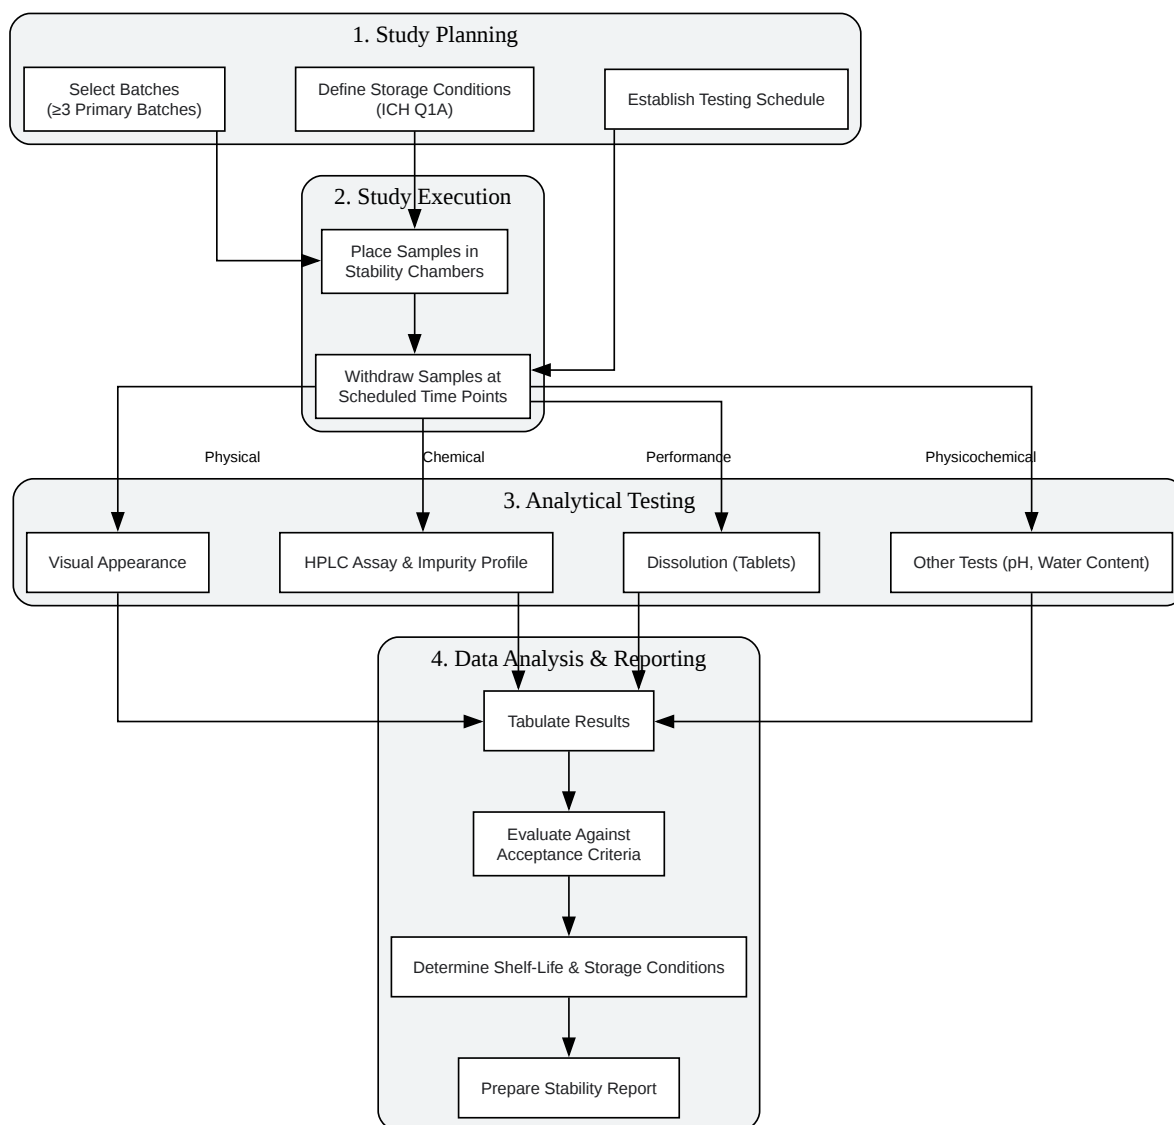 1. Study Planning
Select Batches
(≥3 Primary Batches)
Define Storage Conditions
(ICH Q1A)
Establish Testing Schedule
2. Study Execution
Place Samples in
Stability Chambers
Withdraw Samples at
Scheduled Time Points
Physical
Chemical
Performance
Physicochemical
3. Analytical Testing
Visual Appearance
HPLC Assay & Impurity Profile
Dissolution (Tablets)
Other Tests (pH, Water Content)
4. Data Analysis & Reporting
Tabulate Results
Evaluate Against
Acceptance Criteria
Determine Shelf-Life & Storage Conditions
Prepare Stability Report